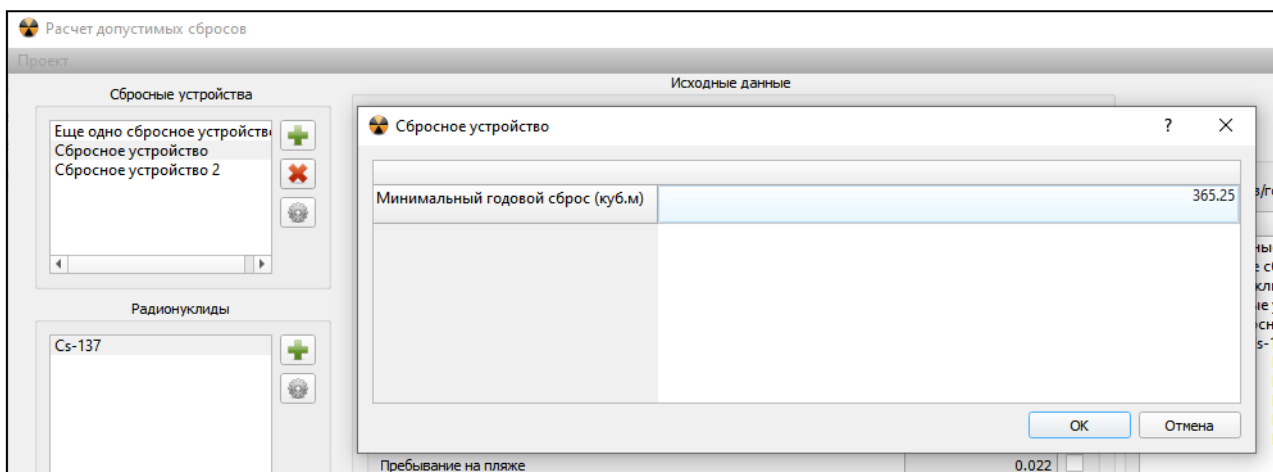 Расчет допустимых сбросов
Проект
Сбросные устройства
Исходные данные
Еще одно сбросное
Сбросное устройство
Сбросное устройство 2
Сбросное устройство
?
Минимальный годовой сброс (куб.м)
365.25
OK
Отмена
Радионуклиды
Cs-137
Пребывание на пляже
0.022